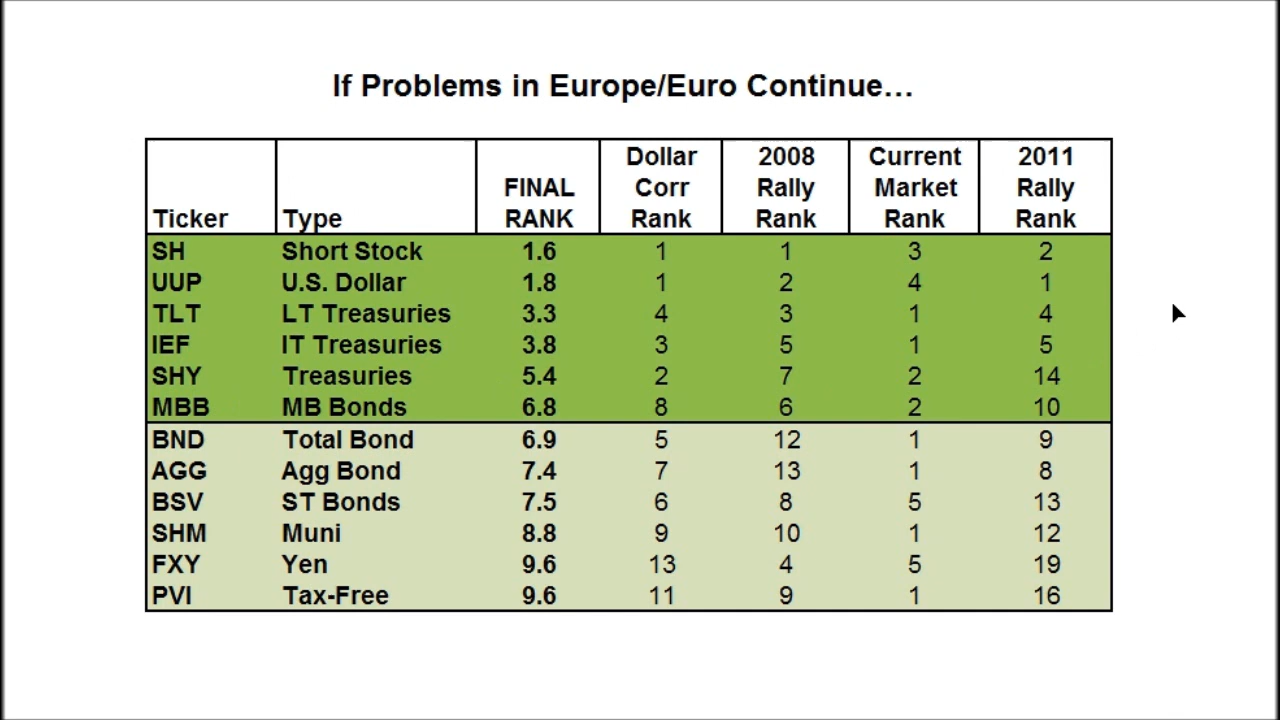 If Problems in Europe/Euro Continue...
Ticker Type FINAL RANK Dollar Corr Rank 2008 Rally Rank Current Market Rank 2011 Rally Rank
SH Short Stock 1.6 1 1 3 2
UUP U.S. Dollar 1.8 1 2 4 1
TLT LT Treasuries 3.3 4 3 1 4
IEF IT Treasuries 3.8 3 5 1 5
SHY Treasuries 5.4 2 7 2 14
MBB MB Bonds 6.8 8 6 2 10
BND Total Bond 6.9 5 12 1 9
AGG Agg Bond 7.4 7 13 1 8
BSV ST Bonds 7.5 6 8 5 13
SHM Muni 8.8 9 10 1 12
FXY Yen 9.6 13 4 5 19
PVI Tax-Free 9.6 11 9 1 16